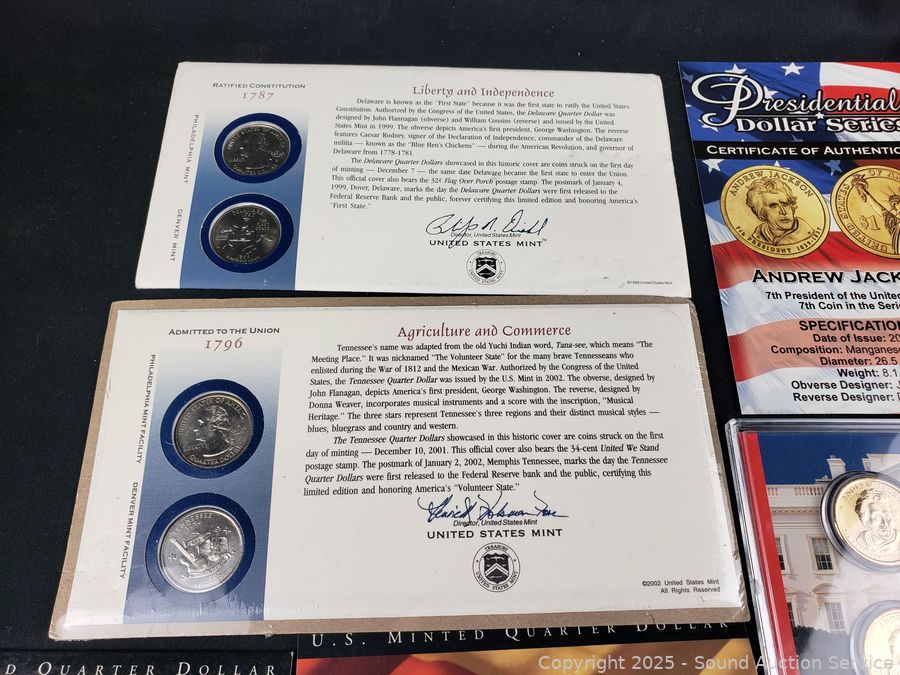 RATIFIED CONSTITUTION
1787
PHILADELPHIA MINT
DENVER MINT
Liberty and Independence
Delaware is known as the "First State" because it was the first state to ratify the United States
Constitution. Authorized by the Congress of the United States, the Delaware Quarter Dollar was
designed by John Flannagan (obverse) and William Cousins (reverse) and issued by the United
States Mint in 1999. The obverse depicts America's first president, George Washington. The reverse
features Caesar Rodney, signer of the Declaration of Independence, commander of the Delaware
militia — known as the "Blue Hen's Chickens" — during the American Revolution, and governor of
Delaware from 1778-1781.
The Delaware Quarter Dollars showcased in this historic cover are coins struck on the first day
of minting — December 7 — the same date Delaware became the first state to enter the Union.
This official cover also bears the 32¢ Flag Over Porch postage stamp. The postmark of January 4,
1999, Dover, Delaware, marks the day the Delaware Quarter Dollars were first released to the
Federal Reserve Bank and the public, forever certifying this limited edition and honoring America's
"First State."
Director, United States Mint
UNITED STATES MINT™
©1999 United States Mint
ADMITTED TO THE UNION
1796
PHILADELPHIA MINT FACILITY
DENVER MINT FACILITY
QUARTER DOLLAR
TENNESSEE
Agriculture and Commerce
Tennessee's name was adapted from the old Yuchi Indian word, Tana-see, which means "The
Meeting Place." It was nicknamed "The Volunteer State" for the many brave Tennesseans who
enlisted during the War of 1812 and the Mexican War. Authorized by the Congress of the United
States, the Tennessee Quarter Dollar was issued by the U.S. Mint in 2002. The obverse, designed by
John Flanagan, depicts America's first president, George Washington. The reverse, designed by
Donna Weaver, incorporates musical instruments and a score with the inscription, "Musical
Heritage." The three stars represent Tennessee's three regions and their distinct musical styles —
blues, bluegrass and country and western.
The Tennessee Quarter Dollars showcased in this historic cover are coins struck on the first
day of minting — December 10, 2001. This official cover also bears the 34-cent United We Stand
postage stamp. The postmark of January 2, 2002, Memphis Tennessee, marks the day the Tennessee
Quarter Dollars were first released to the Federal Reserve bank and the public, certifying this
limited edition and honoring America's "Volunteer State."
Director, United States Mint
UNITED STATES MINT
©2002 United States Mint
All Rights Reserved
Presidential
Dollar Series
CERTIFICATE OF AUTHENTIC
ANDREW JACKSON
7TH PRESIDENT 1829-1837
$1
ANDREW JACK
7th President of the United
7th Coin in the Serie
SPECIFICATION
Date of Issue: 20
Composition: Manganese
Diameter: 26.5
Weight: 8.1
Obverse Designer: J
Reverse Designer: D
U.S. MINTED QUARTER DOLLAR
D QUARTER DOLLAR
Copyright 2025 - Sound Auction Service